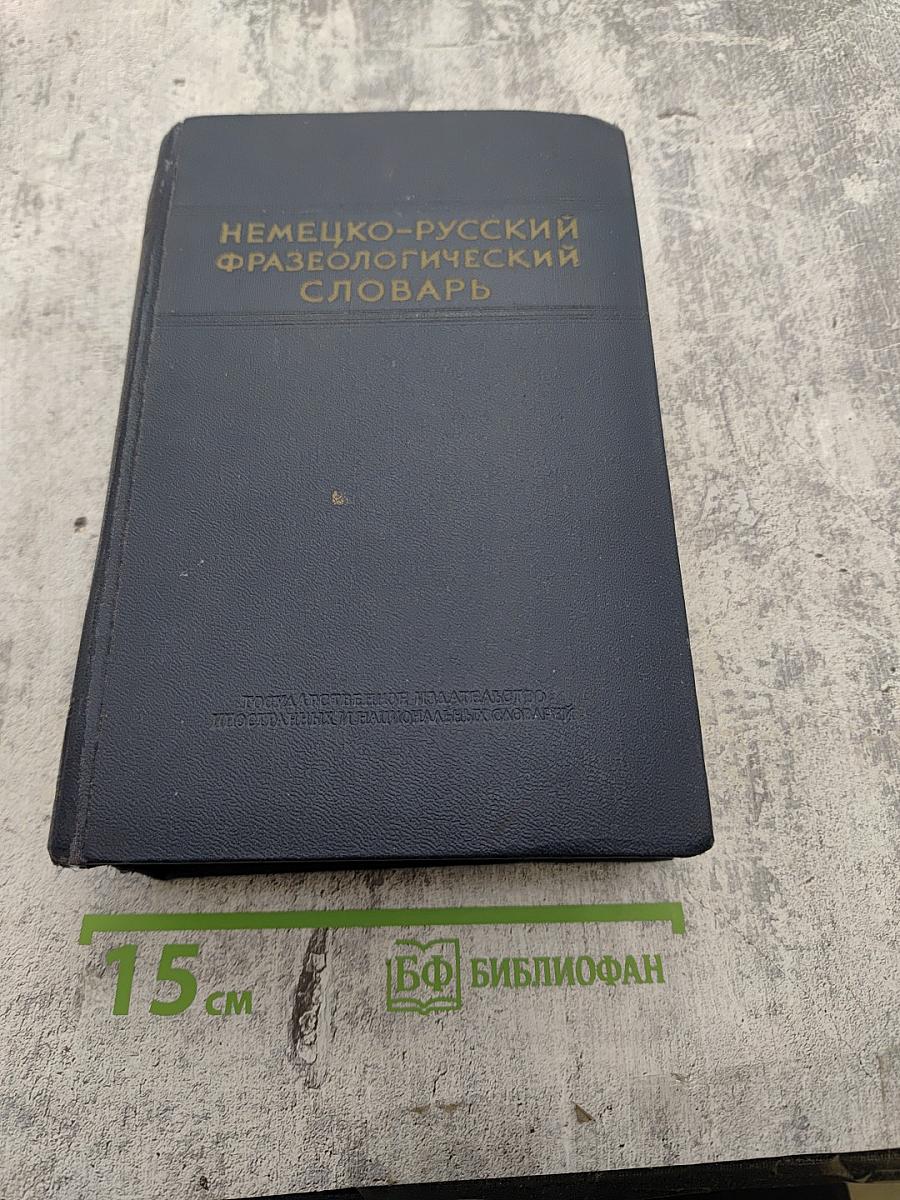 НЕМЕЦКО-РУССКИЙ
ФРАЗЕОЛОГИЧЕСКИЙ
СЛОВАРЬ
ГОСУДАРСТВЕННОЕ ИЗДАТЕЛЬСТВО
ИНОСТРАННЫХ И НАЦИОНАЛЬНЫХ СЛОВАРЕЙ
15 см
БФ БИБЛИОФАН